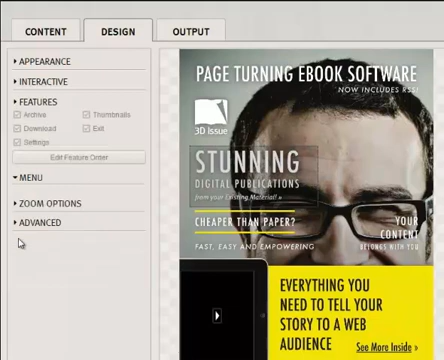 CONTENT
DESIGN
OUTPUT
APPEARANCE
INTERACTIVE
FEATURES
Archive
Thumbnails
Download
Exit
Settings
Edit Feature Order
MENU
ZOOM OPTIONS
ADVANCED
PAGE TURNING EBOOK SOFTWARE
NOW INCLUDES RSS!
3D issue
STUNNING
DIGITAL PUBLICATIONS
from your Existing Material! »
CHEAPER THAN PAPER?
FAST, EASY AND EMPOWERING
YOUR
CONTENT
BELONGS WITH YOU
EVERYTHING YOU
NEED TO TELL YOUR
STORY TO A WEB
AUDIENCE
See More Inside »